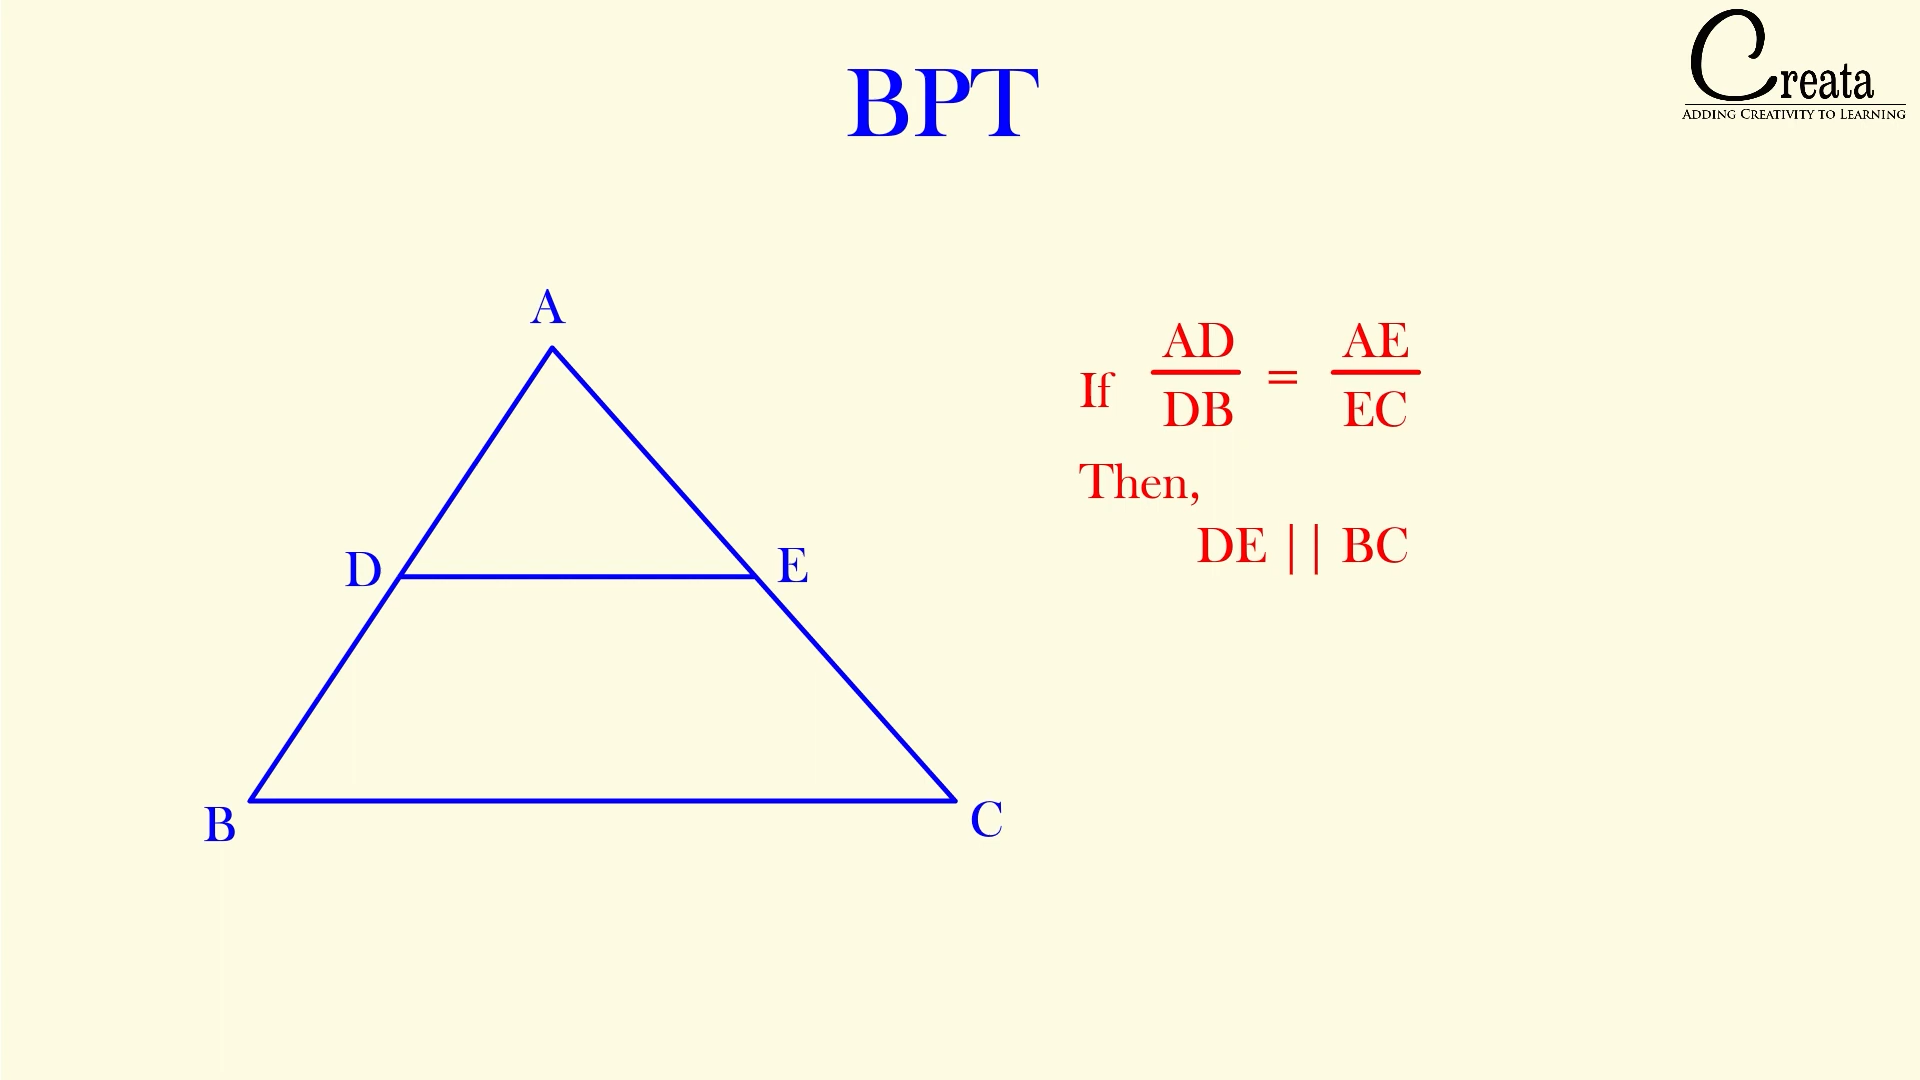 Creata
ADDING CREATIVITY TO LEARNING
BPT
A
D
E
B
C
If AD/DB = AE/EC
Then,
DE || BC